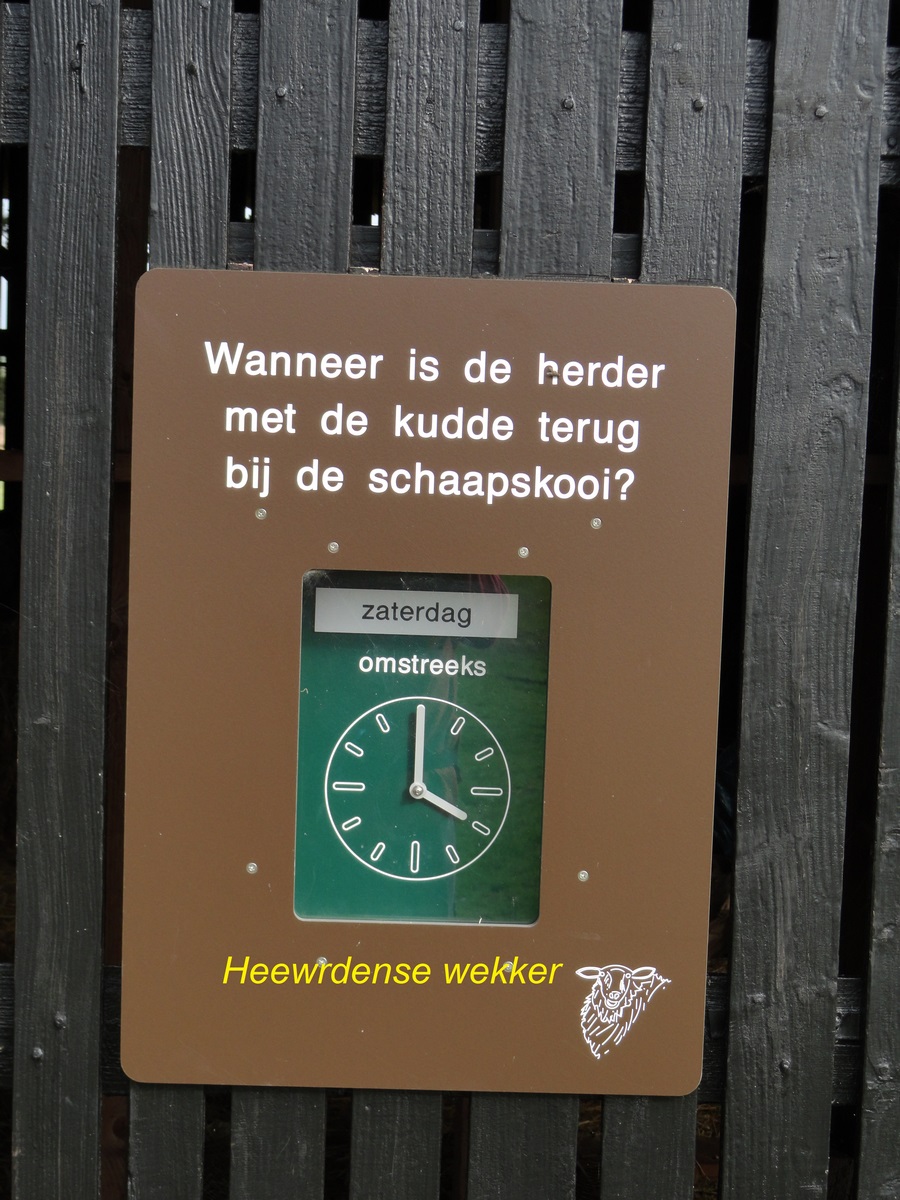 Wanneer is de herder
met de kudde terug
bij de schaapskooi?
zaterdag
omstreeks
Heewrdense wekker